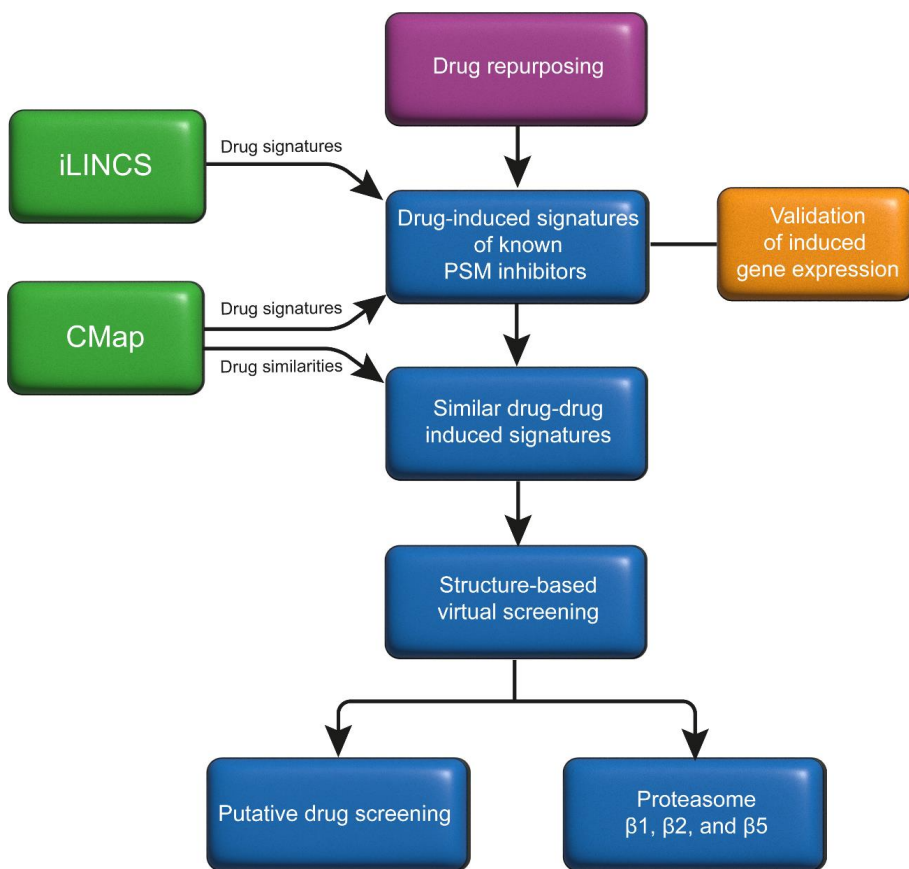 Drug repurposing
iLINCS
Drug signatures
Drug-induced signatures
of known
PSM inhibitors
Validation
of induced
gene expression
CMap
Drug signatures
Drug similarities
Similar drug-drug
induced signatures
Structure-based
virtual screening
Putative drug screening
Proteasome
β1, β2, and β5